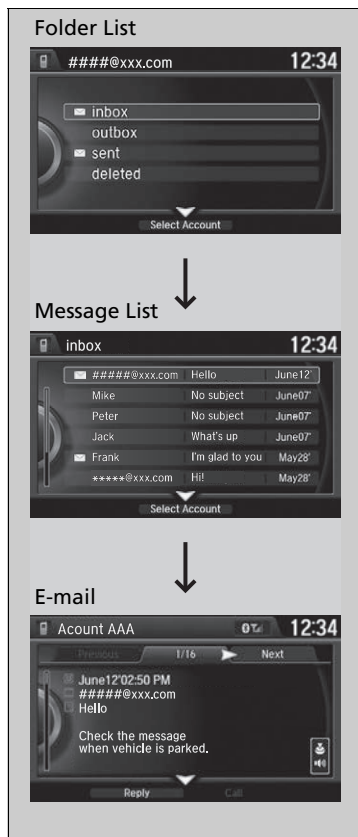 Folder List
####@xxx.com 12:34
inbox
outbox
sent
deleted
Select Account
Message List
inbox 12:34
#####@xxx.com Hello June12'
Mike No subject June07'
Peter No subject June07'
Jack What's up June07'
Frank I'm glad to you May28'
*****@xxx.com Hi! May28'
Select Account
E-mail
Acount AAA 12:34
Previous 1/16 Next
June12'02:50 PM
#####@xxx.com
Hello
Check the message
when vehicle is parked.
Reply Call